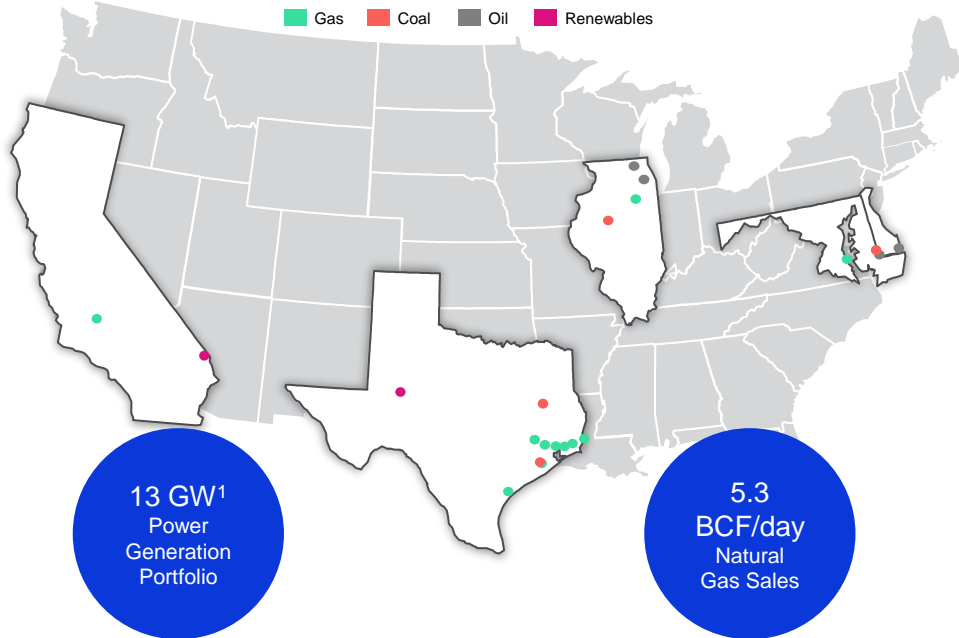 Gas Coal Oil Renewables
13 GW¹
Power
Generation
Portfolio
5.3
BCF/day
Natural
Gas Sales